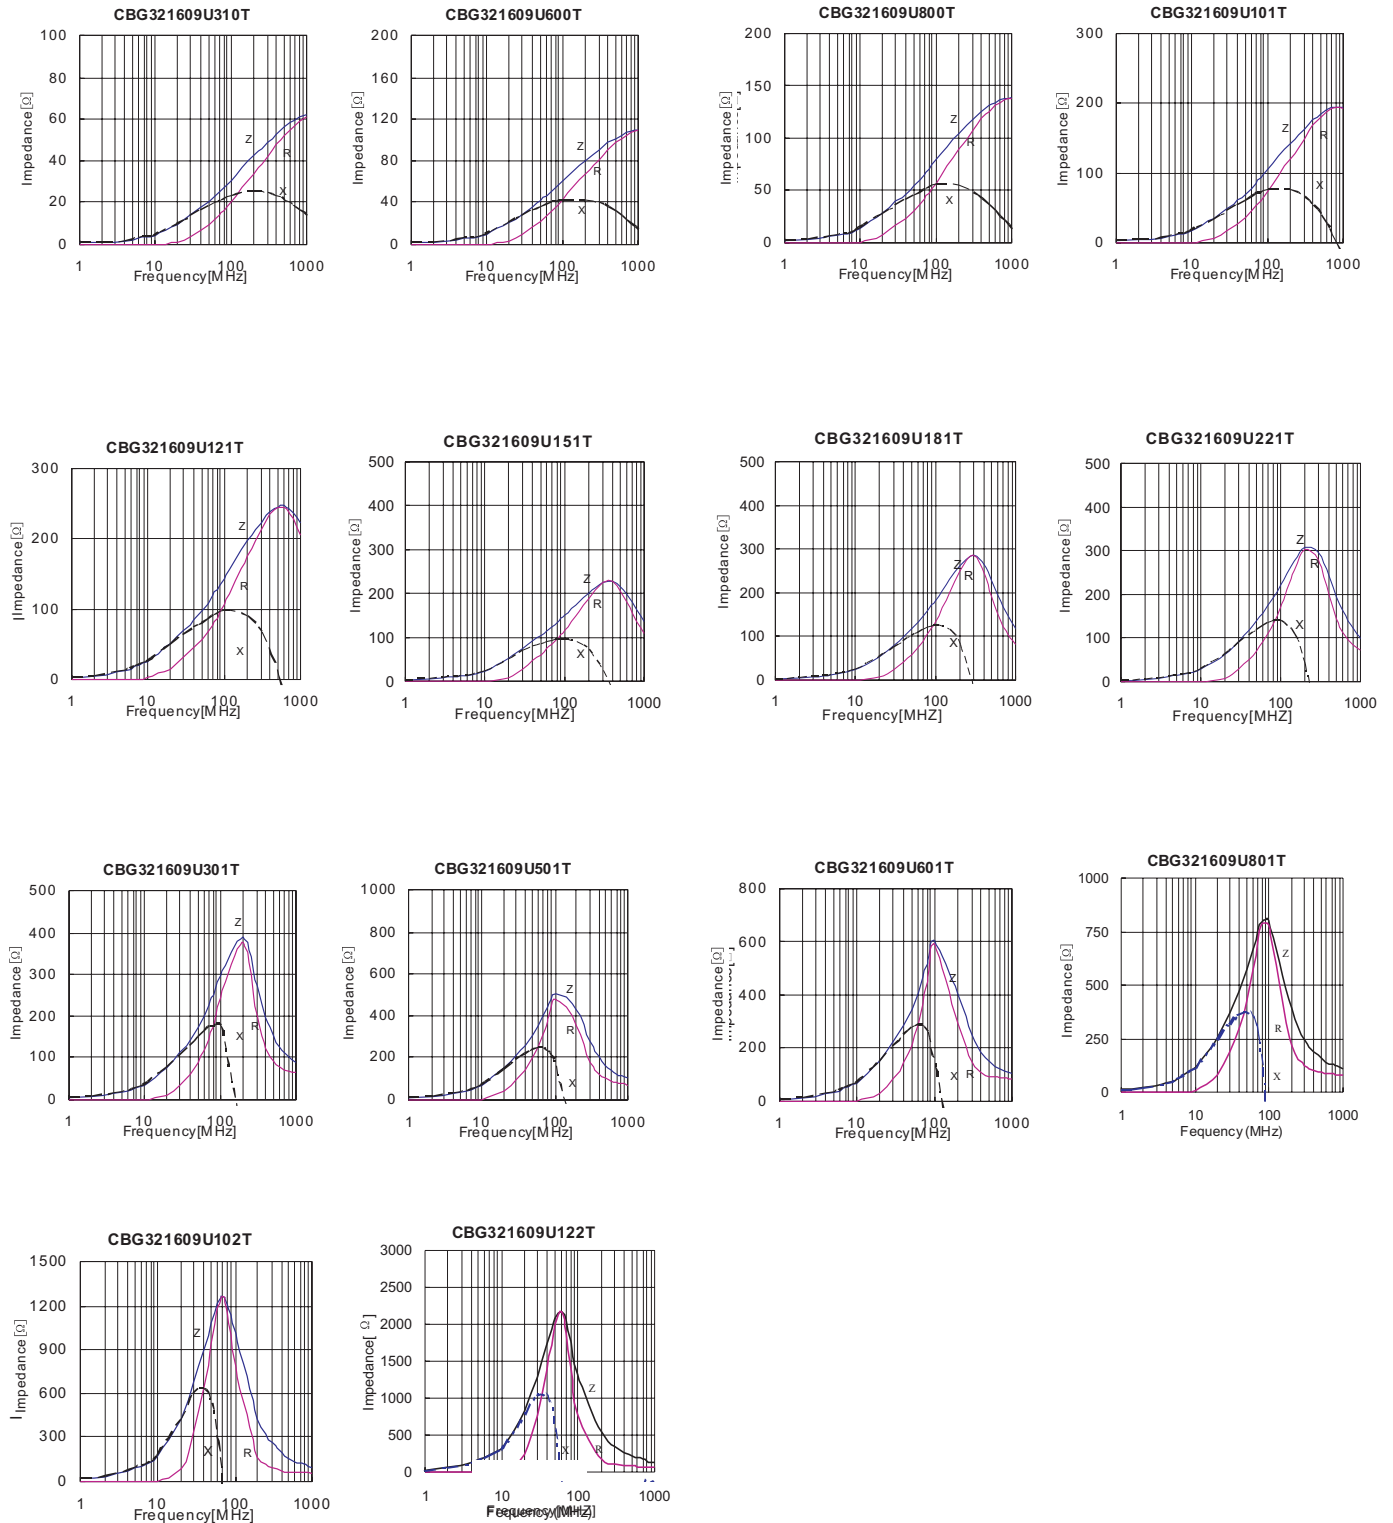 CBG321609U310T
100
80
60
40
20
0
Impedance[Ω]
Z
R
X
1 10 100 1000
Frequency[MHz]
CBG321609U600T
200
160
120
80
40
0
Impedance[Ω]
Z
R
X
1 10 100 1000
Frequency[MHz]
CBG321609U800T
200
150
100
50
0
Impedance[Ω]
Z
R
X
1 10 100 1000
Frequency[MHz]
CBG321609U101T
300
200
100
0
Impedance[Ω]
Z
R
X
1 10 100 1000
Frequency[MHz]
CBG321609U121T
300
200
100
0
Impedance[Ω]
Z
R
X
1 10 100 1000
Frequency[MHz]
CBG321609U151T
500
400
300
200
100
0
Impedance[Ω]
Z
R
X
1 10 100 1000
Frequency[MHZ]
CBG321609U181T
500
400
300
200
100
0
Impedance[Ω]
Z
R
X
1 10 100 1000
Frequency[MHZ]
CBG321609U221T
500
400
300
200
100
0
Impedance[Ω]
Z
R
X
1 10 100 1000
Frequency[MHZ]
CBG321609U301T
500
400
300
200
100
0
Impedance[Ω]
Z
R
X
1 10 100 1000
Frequency[MHz]
CBG321609U501T
1000
800
600
400
200
0
Impedance[Ω]
Z
R
X
1 10 100 1000
Frequency[MHz]
CBG321609U601T
800
600
400
200
0
Impedance[Ω]
Z
X
R
1 10 100 1000
Frequency[MHz]
CBG321609U801T
1000
750
500
250
0
Impedance[Ω]
Z
R
X
1 10 100 1000
Fequency(MHz)
CBG321609U102T
1500
1200
900
600
300
0
Impedance[Ω]
Z
X
R
1 10 100 1000
Frequency[MHz]
CBG321609U122T
3000
2500
2000
1500
1000
500
0
Impedance[ Ω ]
Z
X
R
1 10 100 1000